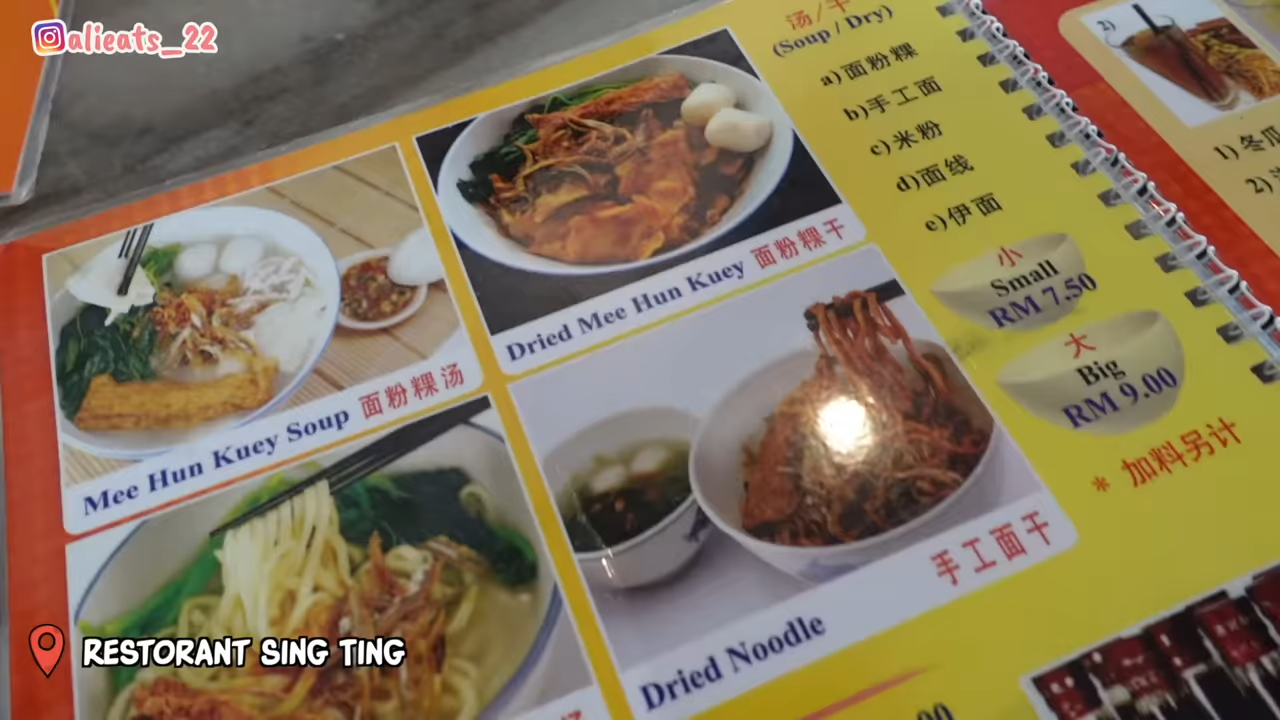 alieats_22
汤/干
(Soup / Dry)
a)面粉粿
b)手工面
c)米粉
d)面线
e)伊面
小
Small
RM 7.50
大
Big
RM 9.00
* 加料另计
Mee Hun Kuey Soup 面粉粿汤
Dried Mee Hun Kuey 面粉粿干
手工面干
Dried Noodle
2)
1)冬瓜
2)
RESTORANT SING TING